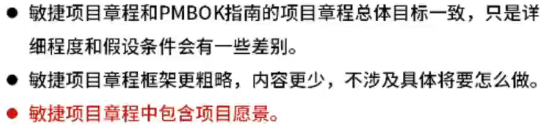 ● 敏捷项目章程和PMBOK指南的项目章程总体目标一致，只是详
细程度和假设条件会有一些差别。
● 敏捷项目章程框架更粗略，内容更少，不涉及具体将要怎么做。
● 敏捷项目章程中包含项目愿景。